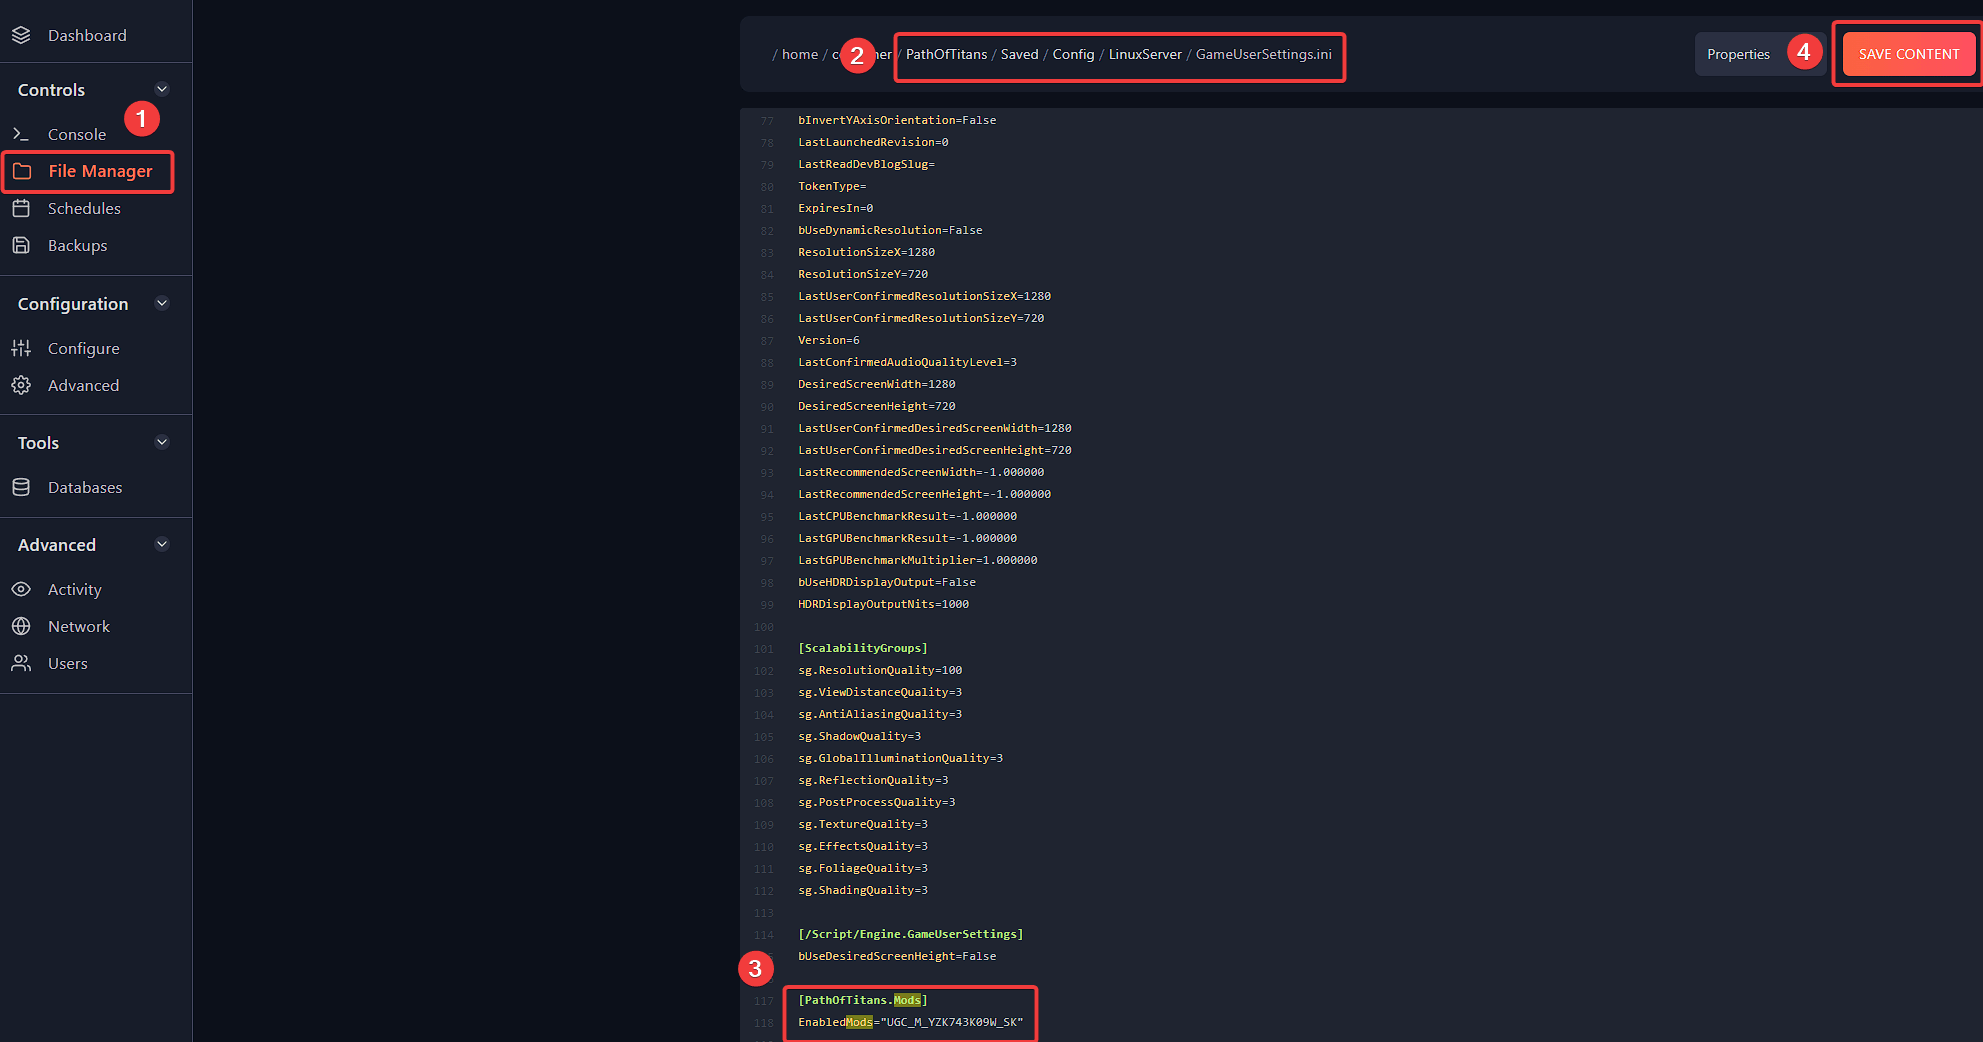 Dashboard
Controls
1
Console
File Manager
Schedules
Backups
Configuration
Configure
Advanced
Tools
Databases
Advanced
Activity
Network
Users
/ home / 2 / PathOfTitans / Saved / Config / LinuxServer / GameUserSettings.ini
Properties
4
SAVE CONTENT
77 bInvertYAxisOrientation=False
78 LastLaunchedRevision=0
79 LastReadDevBlogSlug=
80 TokenType=
81 ExpiresIn=0
82 bUseDynamicResolution=False
83 ResolutionSizeX=1280
84 ResolutionSizeY=720
85 LastUserConfirmedResolutionSizeX=1280
86 LastUserConfirmedResolutionSizeY=720
87 Version=6
88 LastConfirmedAudioQualityLevel=3
89 DesiredScreenWidth=1280
90 DesiredScreenHeight=720
91 LastUserConfirmedDesiredScreenWidth=1280
92 LastUserConfirmedDesiredScreenHeight=720
93 LastRecommendedScreenWidth=-1.000000
94 LastRecommendedScreenHeight=-1.000000
95 LastCPUBenchmarkResult=-1.000000
96 LastGPUBenchmarkResult=-1.000000
97 LastGPUBenchmarkMultiplier=1.000000
98 bUseHDRDisplayOutput=False
99 HDRDisplayOutputNits=1000
100
101 [ScalabilityGroups]
102 sg.ResolutionQuality=100
103 sg.ViewDistanceQuality=3
104 sg.AntiAliasingQuality=3
105 sg.ShadowQuality=3
106 sg.GlobalIlluminationQuality=3
107 sg.ReflectionQuality=3
108 sg.PostProcessQuality=3
109 sg.TextureQuality=3
110 sg.EffectsQuality=3
111 sg.FoliageQuality=3
112 sg.ShadingQuality=3
113
114 [/Script/Engine.GameUserSettings]
bUseDesiredScreenHeight=False
3
117 [PathOfTitans.Mods]
118 EnabledMods="UGC_M_YZK743K09W_SK"